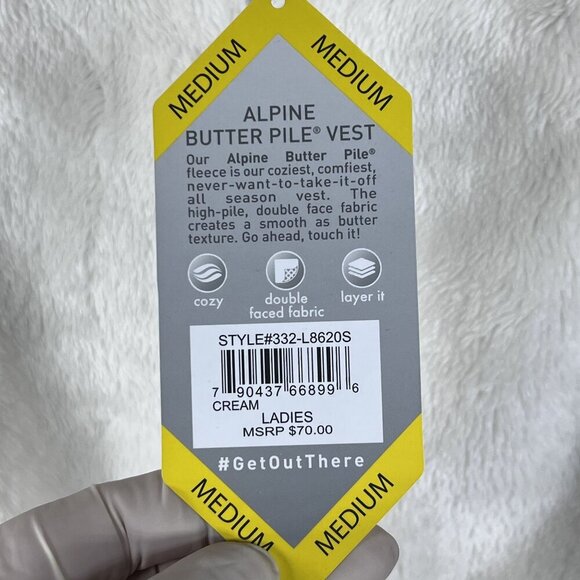 MEDIUM
MEDIUM
ALPINE
BUTTER PILE® VEST
Our Alpine Butter Pile®
fleece is our coziest, comfiest,
never-want-to-take-it-off
all season vest. The
high-pile, double face fabric
creates a smooth as butter
texture. Go ahead, touch it!
cozy
double
faced fabric
layer it
STYLE#332-L8620S
7 90437 66899 6
CREAM
LADIES
MSRP $70.00
#GetOutThere
MEDIUM
MEDIUM